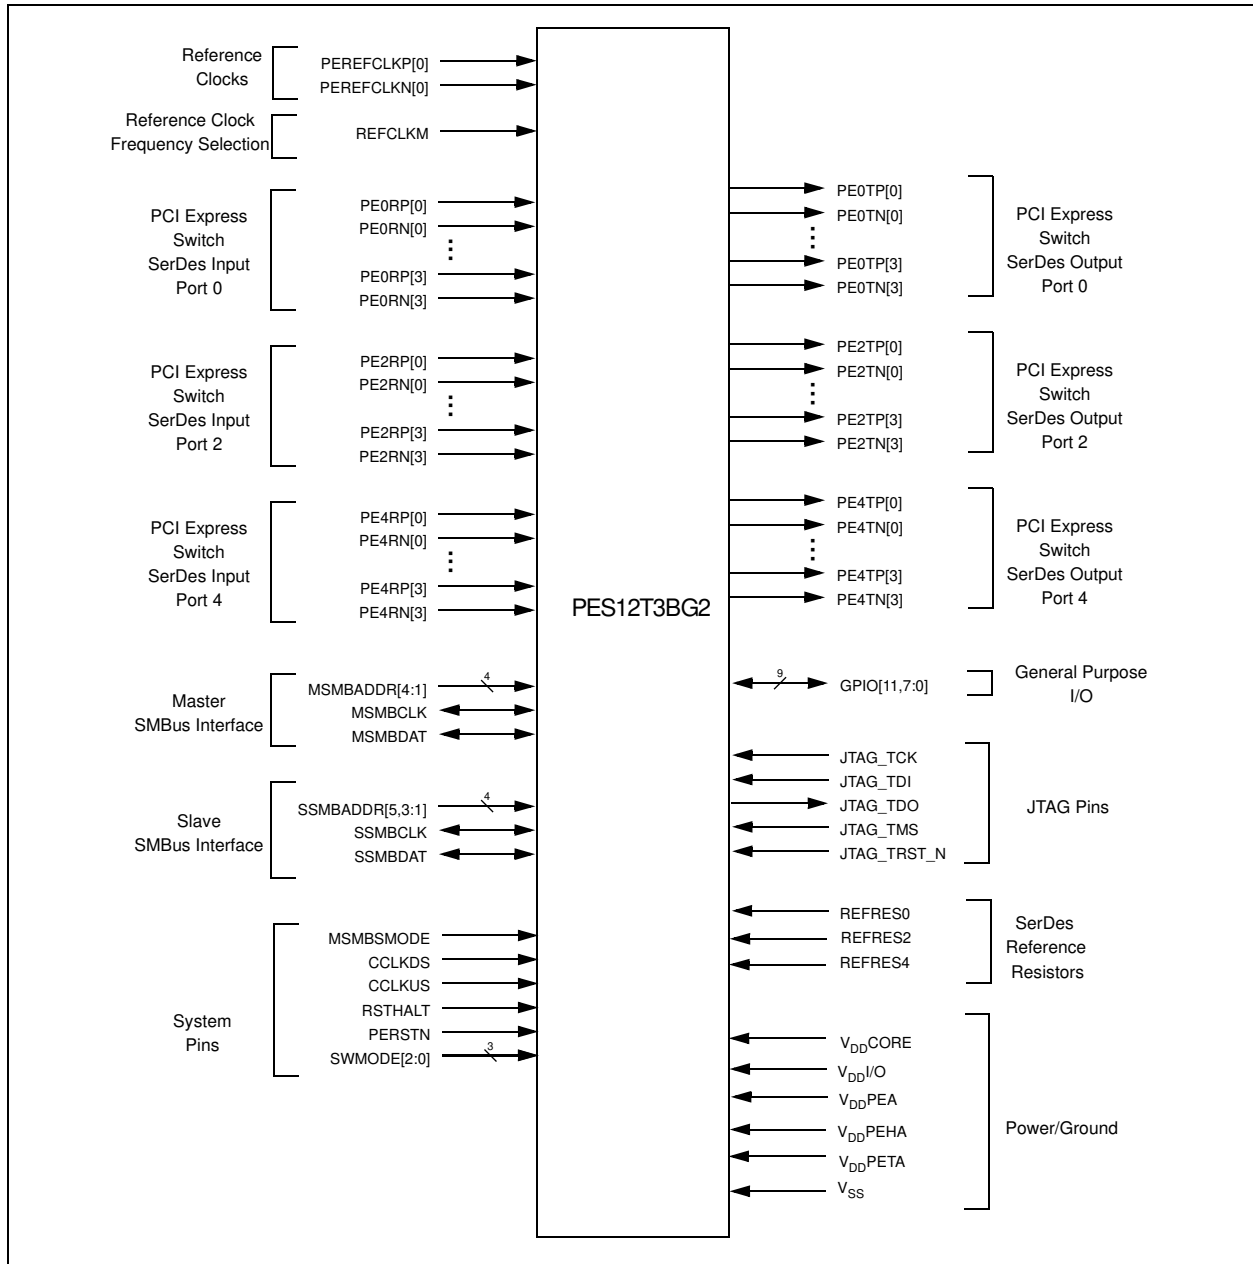 Reference
Clocks
PEREFCLKP[0]
PEREFCLKN[0]
Reference Clock
Frequency Selection
REFCLKM
PCI Express
Switch
SerDes Input
Port 0
PE0RP[0]
PE0RN[0]
PE0RP[3]
PE0RN[3]
PCI Express
Switch
SerDes Input
Port 2
PE2RP[0]
PE2RN[0]
PE2RP[3]
PE2RN[3]
PCI Express
Switch
SerDes Input
Port 4
PE4RP[0]
PE4RN[0]
PE4RP[3]
PE4RN[3]
Master
SMBus Interface
MSMBADDR[4:1]
4
MSMBCLK
MSMBDAT
Slave
SMBus Interface
SSMBADDR[5,3:1]
4
SSMBCLK
SSMBDAT
System
Pins
MSMBSMODE
CCLKDS
CCLKUS
RSTHALT
PERSTN
SWMODE[2:0]
3
PES12T3BG2
PE0TP[0]
PE0TN[0]
PE0TP[3]
PE0TN[3]
PCI Express
Switch
SerDes Output
Port 0
PE2TP[0]
PE2TN[0]
PE2TP[3]
PE2TN[3]
PCI Express
Switch
SerDes Output
Port 2
PE4TP[0]
PE4TN[0]
PE4TP[3]
PE4TN[3]
PCI Express
Switch
SerDes Output
Port 4
9
GPIO[11,7:0]
General Purpose
I/O
JTAG_TCK
JTAG_TDI
JTAG_TDO
JTAG_TMS
JTAG_TRST_N
JTAG Pins
REFRES0
REFRES2
REFRES4
SerDes
Reference
Resistors
VDDCORE
VDDI/O
VDDPEA
VDDPEHA
VDDPETA
VSS
Power/Ground